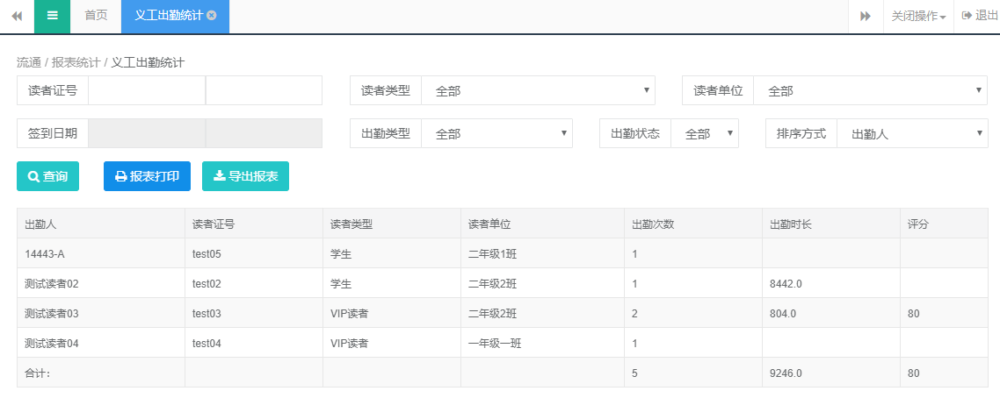 首页 义工出勤统计 关闭操作 退出
流通 / 报表统计 / 义工出勤统计
读者证号 读者类型 全部 读者单位 全部
签到日期 出勤类型 全部 出勤状态 全部 排序方式 出勤人
查询 报表打印 导出报表
出勤人 读者证号 读者类型 读者单位 出勤次数 出勤时长 评分
14443-A test05 学生 二年级1班 1
测试读者02 test02 学生 二年级2班 1 8442.0
测试读者03 test03 VIP读者 二年级2班 2 804.0 80
测试读者04 test04 VIP读者 一年级一班 1
合计: 5 9246.0 80